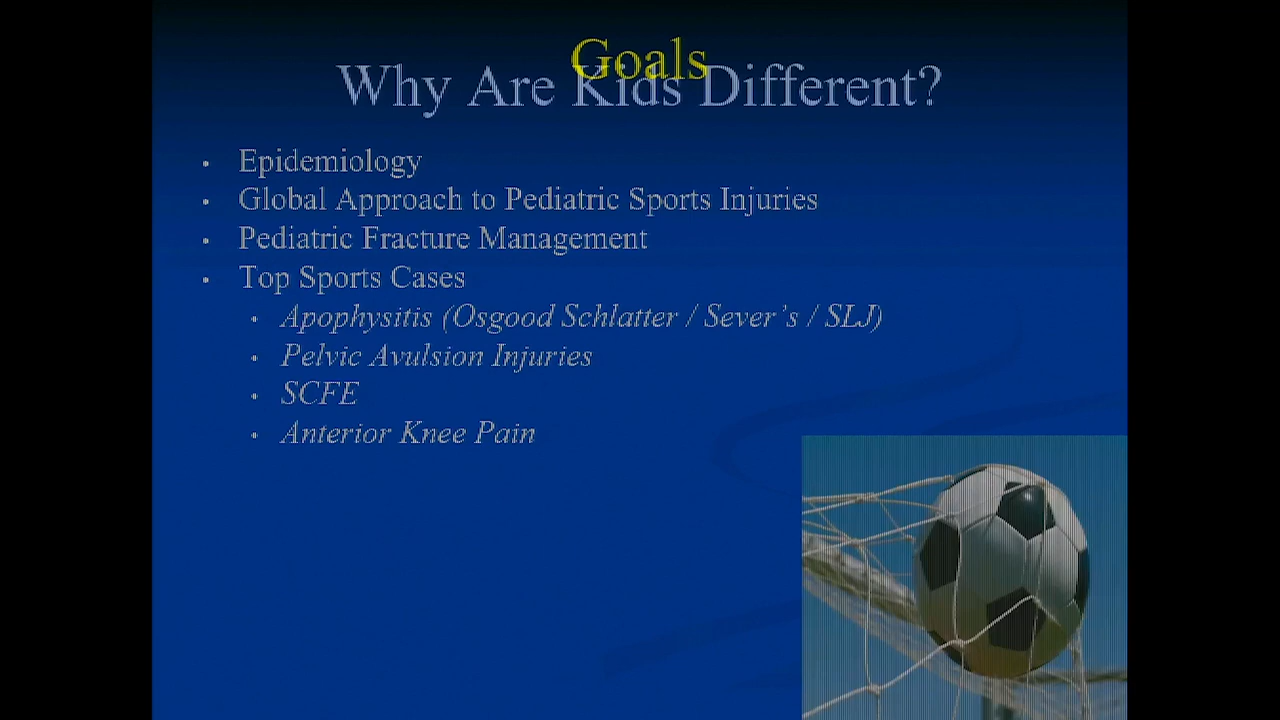 Goals
Why Are Kids Different?
• Epidemiology
• Global Approach to Pediatric Sports Injuries
• Pediatric Fracture Management
• Top Sports Cases
• Apophysitis (Osgood Schlatter / Sever's / SLJ)
• Pelvic Avulsion Injuries
• SCFE
• Anterior Knee Pain